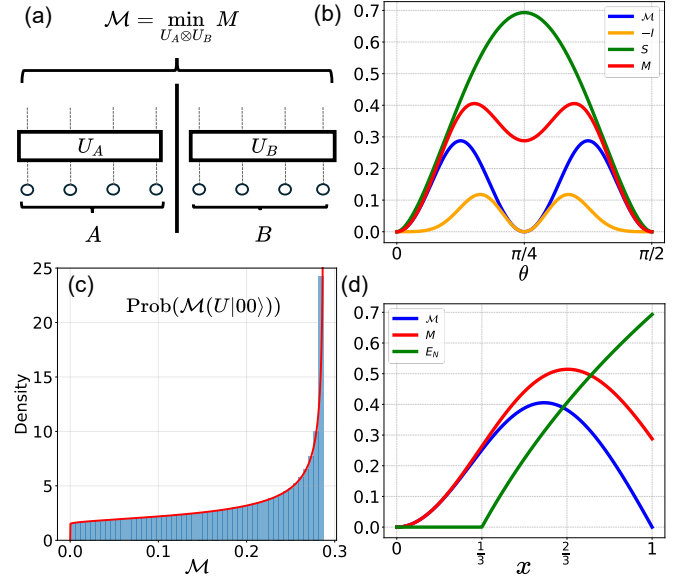 (a)
ℳ = min M
U_A⊗U_B
U_A
U_B
A
B
(b)
0.7
0.6
0.5
0.4
0.3
0.2
0.1
0.0
ℳ
−I
S
M
0
π/4
π/2
θ
(c)
Prob(ℳ(U|00⟩))
25
20
15
10
5
0
Density
0.0
0.1
0.2
0.3
ℳ
(d)
0.7
0.6
0.5
0.4
0.3
0.2
0.1
0.0
ℳ
M
E_N
0
1/3
2/3
1
x